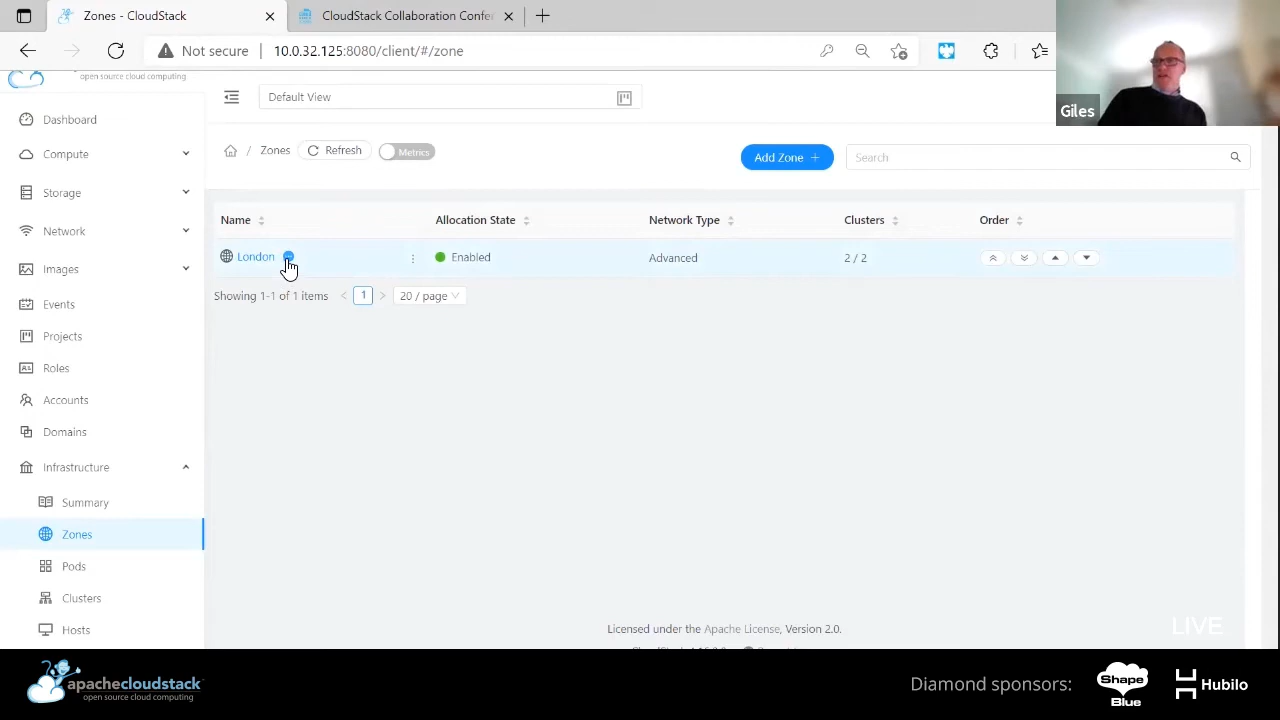 Zones - CloudStack
CloudStack Collaboration Confer
Not secure
10.0.32.125:8080/client/#/zone
open source cloud computing
Default View
Giles
Dashboard
Compute
Storage
Network
Images
Events
Projects
Roles
Accounts
Domains
Infrastructure
Summary
Zones
Pods
Clusters
Hosts
/ Zones Refresh Metrics
Add Zone +
Search
Name Allocation State Network Type Clusters Order
London Enabled Advanced 2 / 2
Showing 1-1 of 1 items < 1 > 20 / page
Licensed under the Apache License, Version 2.0.
LIVE
apachecloudstack
open source cloud computing
Diamond sponsors:
Shape
Blue
Hubilo